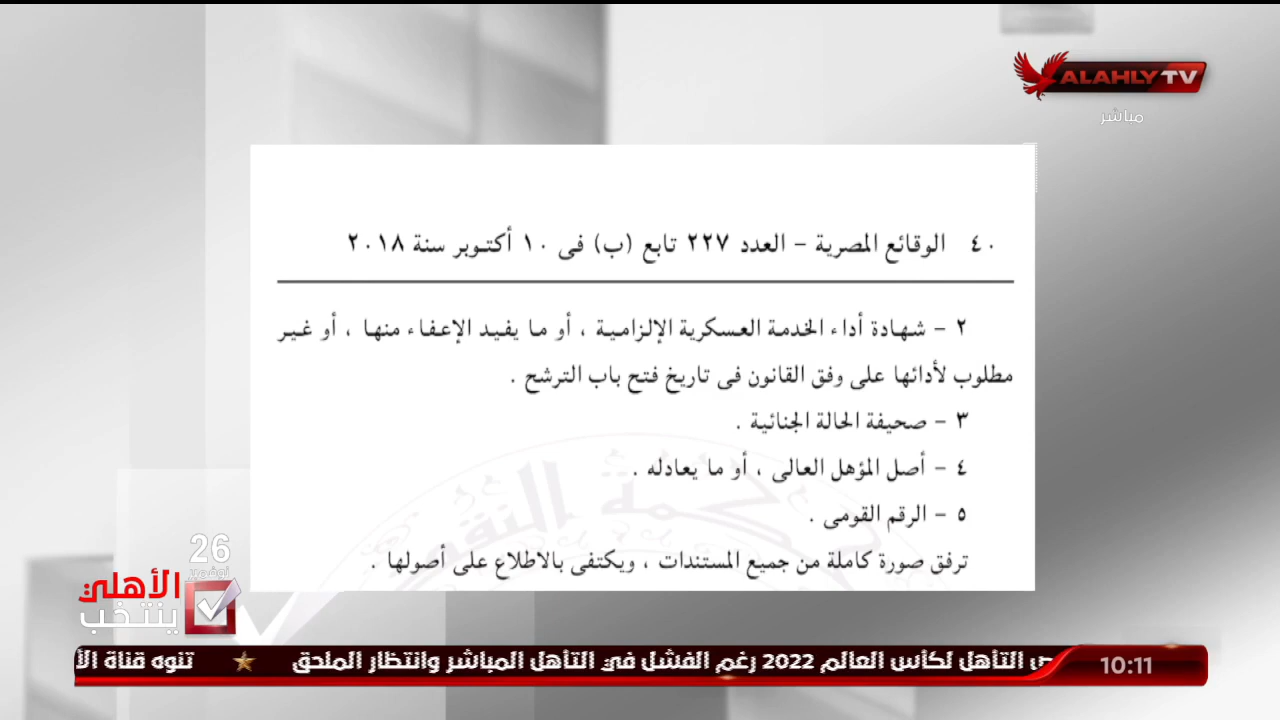 ALAHLY TV
مباشر
٤٠ الوقائع المصرية – العدد ٢٢٧ تابع (ب) فى ١٠ أكتوبر سنة ٢٠١٨
٢ – شهادة أداء الخدمة العسكرية الإلزامية ، أو ما يفيد الإعفاء منها ، أو غير
مطلوب لأدائها على وفق القانون فى تاريخ فتح باب الترشح .
٣ – صحيفة الحالة الجنائية .
٤ – أصل المؤهل العالى ، أو ما يعادله .
٥ – الرقم القومى .
ترفق صورة كاملة من جميع المستندات ، ويكتفى بالاطلاع على أصولها .
محكمة النقض
26
نوفمبر
الأهلي
ينتخب
التأهل لكأس العالم 2022 رغم الفشل في التأهل المباشر وانتظار الملحق ★ تنوه قناة
10:11